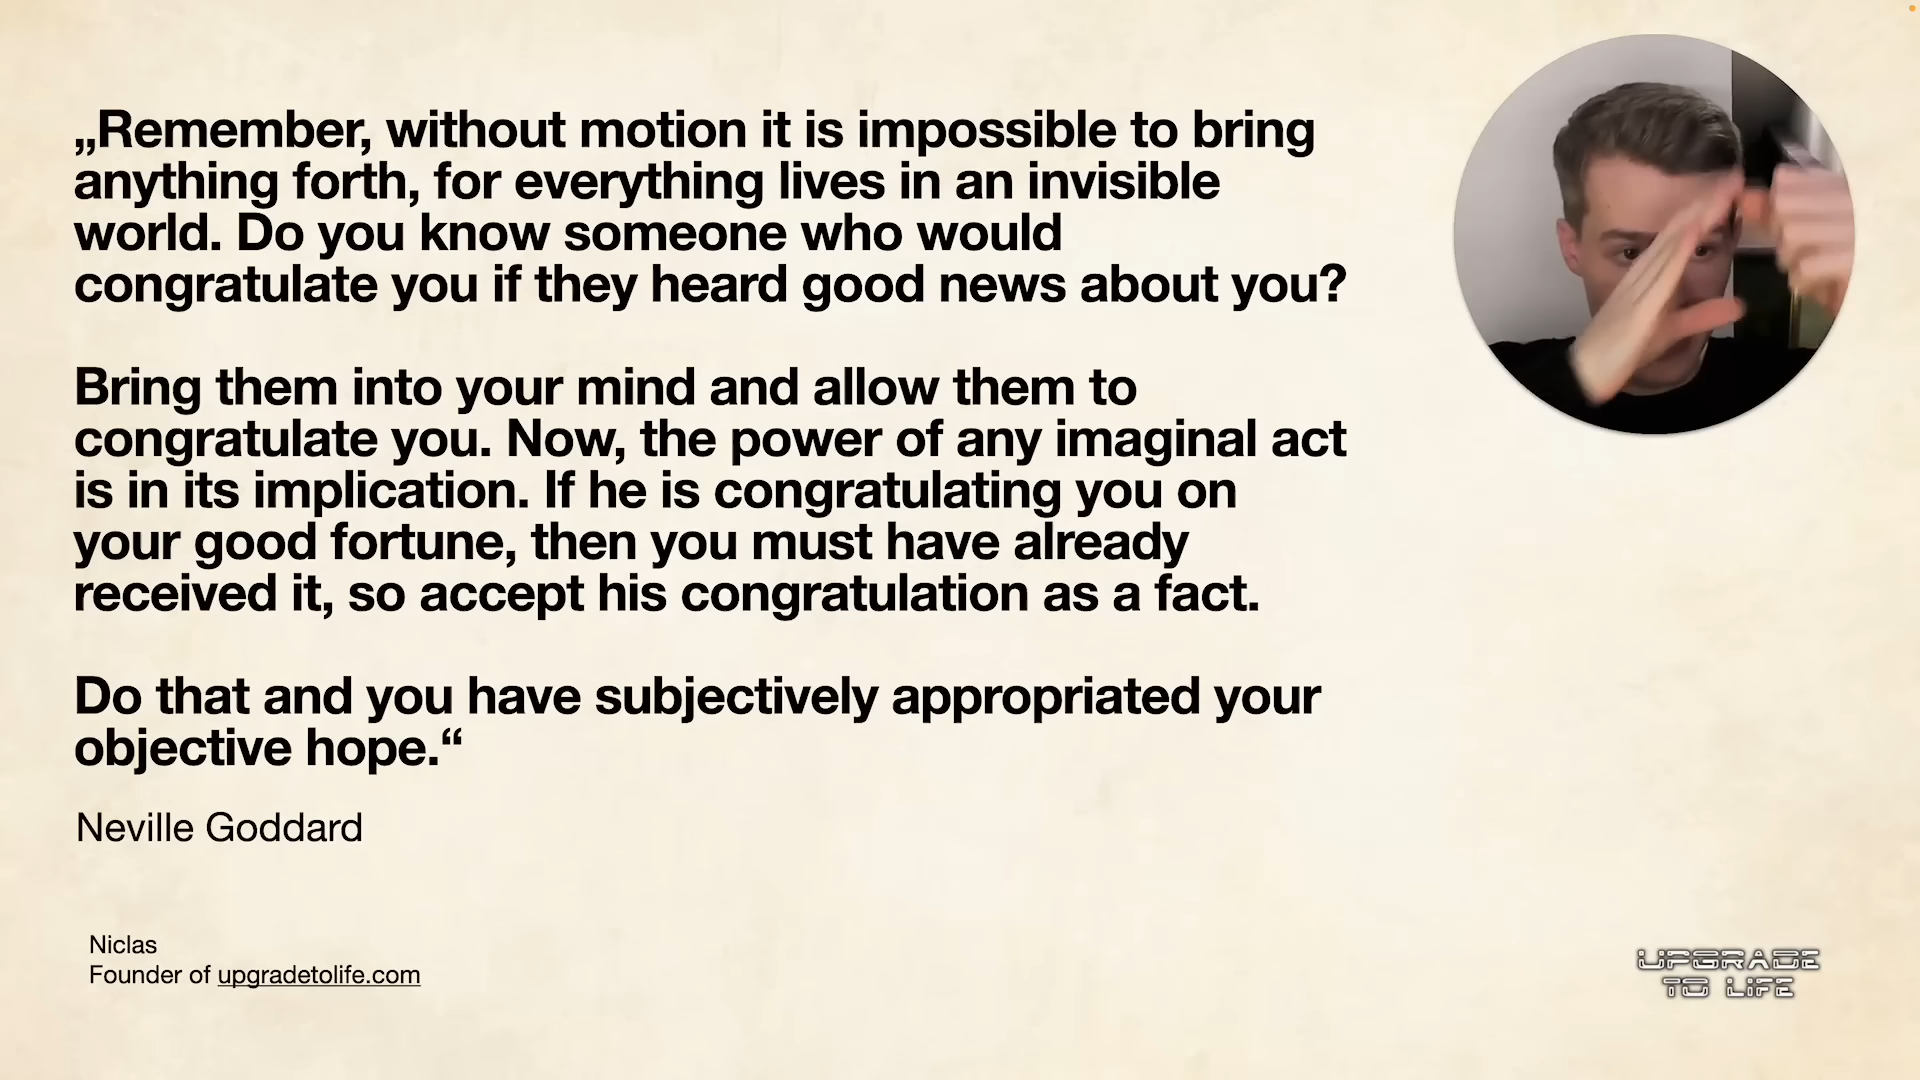 „Remember, without motion it is impossible to bring
anything forth, for everything lives in an invisible
world. Do you know someone who would
congratulate you if they heard good news about you?
Bring them into your mind and allow them to
congratulate you. Now, the power of any imaginal act
is in its implication. If he is congratulating you on
your good fortune, then you must have already
received it, so accept his congratulation as a fact.
Do that and you have subjectively appropriated your
objective hope.“
Neville Goddard
Niclas
Founder of upgradetolife.com
UPGRADE
TO LIFE